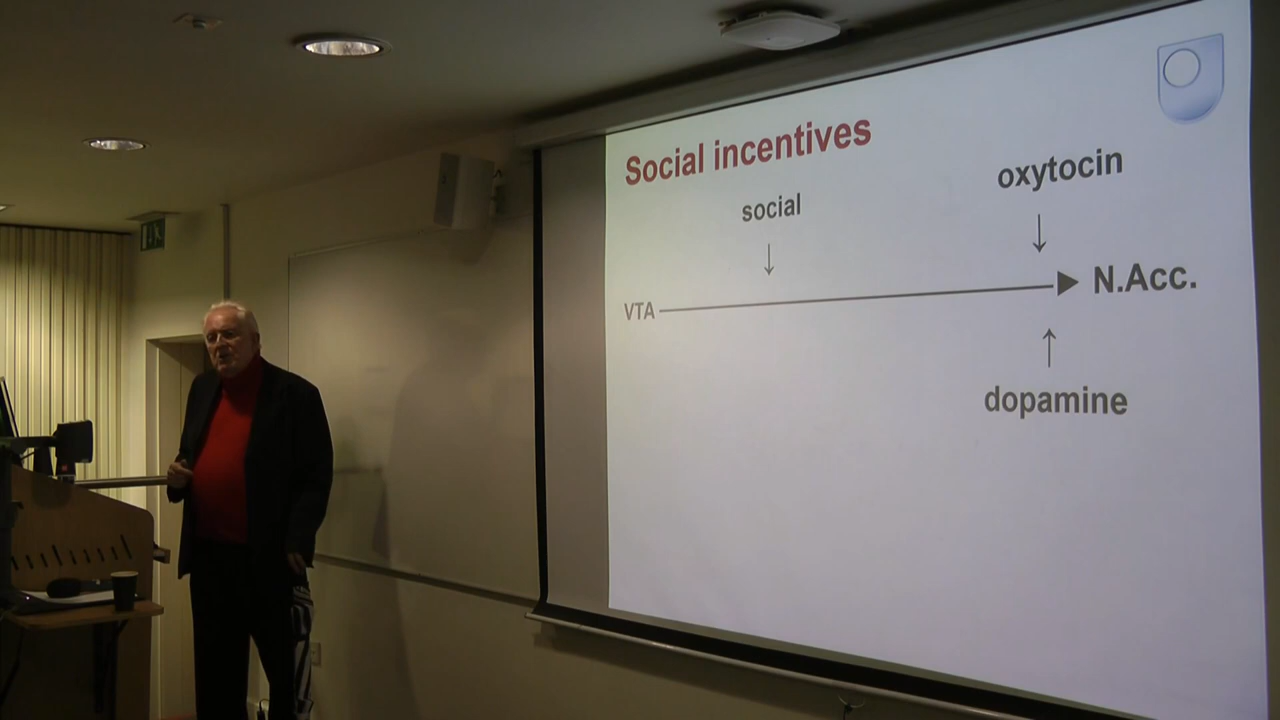 Social incentives
social
oxytocin
↓
↓
VTA
N.Acc.
↑
dopamine